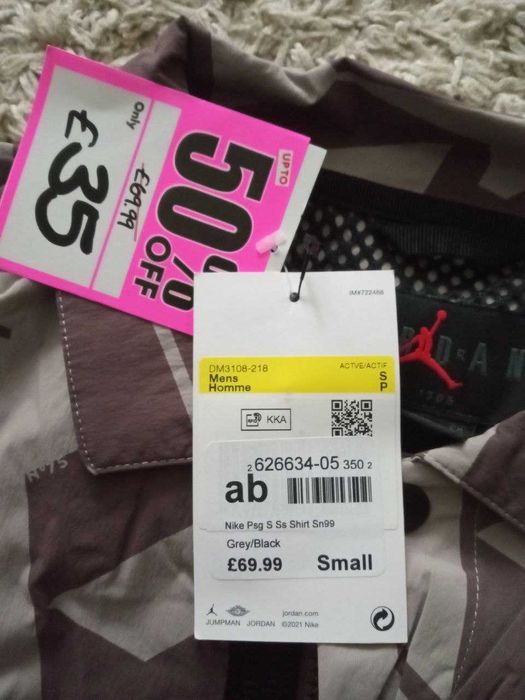 UPTO
50%
OFF
Only
£69.99
£35
IM#722466
DM3108-218
ACTVE/ACTIF
Mens
S
Homme
P
KKA
2 626634-05 350 2
ab
Nike Psg S Ss Shirt Sn99
Grey/Black
£69.99 Small
JUMPMAN
JORDAN
jordan.com
©2021 Nike